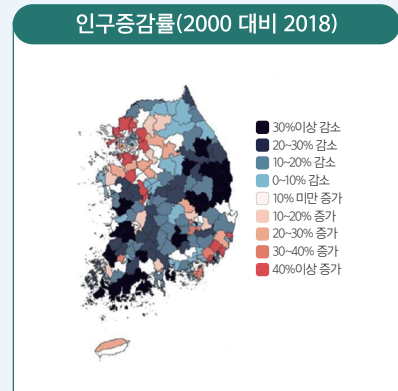 인구증감률(2000 대비 2018)
30%이상 감소
20~30% 감소
10~20% 감소
0~10% 감소
10% 미만 증가
10~20% 증가
20~30% 증가
30~40% 증가
40%이상 증가